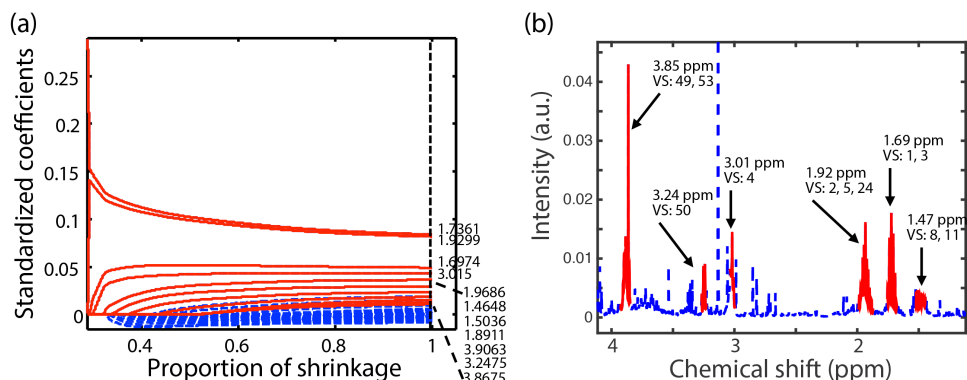 (a)
Standardized coefficients
0.25
0.2
0.15
0.1
0.05
0
0.4
0.6
0.8
1
Proportion of shrinkage
1.7361
1.9299
1.6974
3.015
1.9686
1.4648
1.5036
1.8911
3.9063
3.2475
3.8675
(b)
Intensity (a.u.)
0.04
0.03
0.02
0.01
0
4
3
2
Chemical shift (ppm)
3.85 ppm
VS: 49, 53
3.24 ppm
VS: 50
3.01 ppm
VS: 4
1.92 ppm
VS: 2, 5, 24
1.69 ppm
VS: 1, 3
1.47 ppm
VS: 8, 11